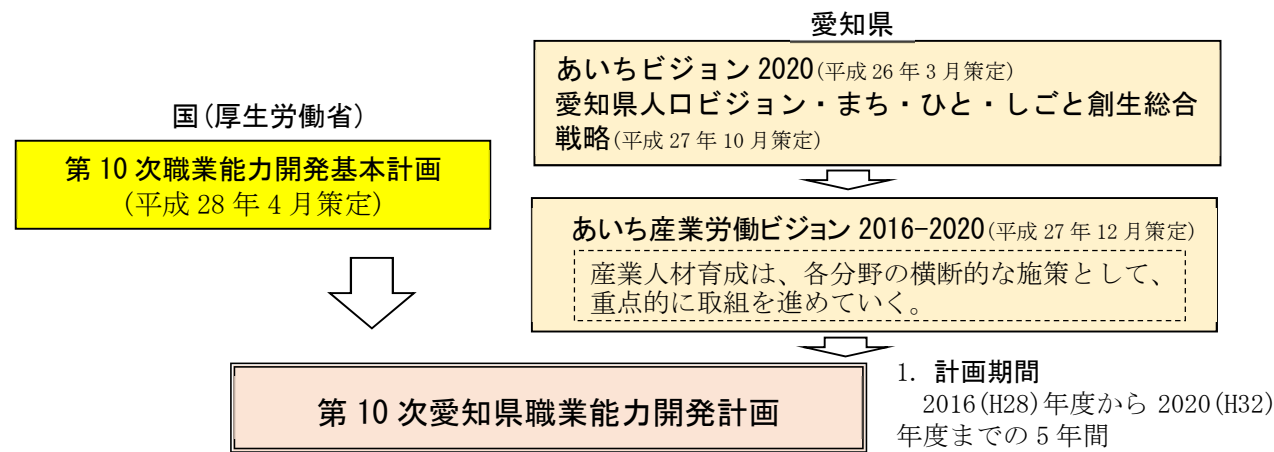 愛知県
あいちビジョン 2020(平成 26 年 3 月策定)
愛知県人口ビジョン・まち・ひと・しごと創生総合
戦略(平成 27 年 10 月策定)
国(厚生労働省)
第 10 次職業能力開発基本計画
(平成 28 年 4 月策定)
あいち産業労働ビジョン 2016-2020(平成 27 年 12 月策定)
産業人材育成は、各分野の横断的な施策として、
重点的に取組を進めていく。
第 10 次愛知県職業能力開発計画
1. 計画期間
2016(H28)年度から 2020(H32)
年度までの 5 年間